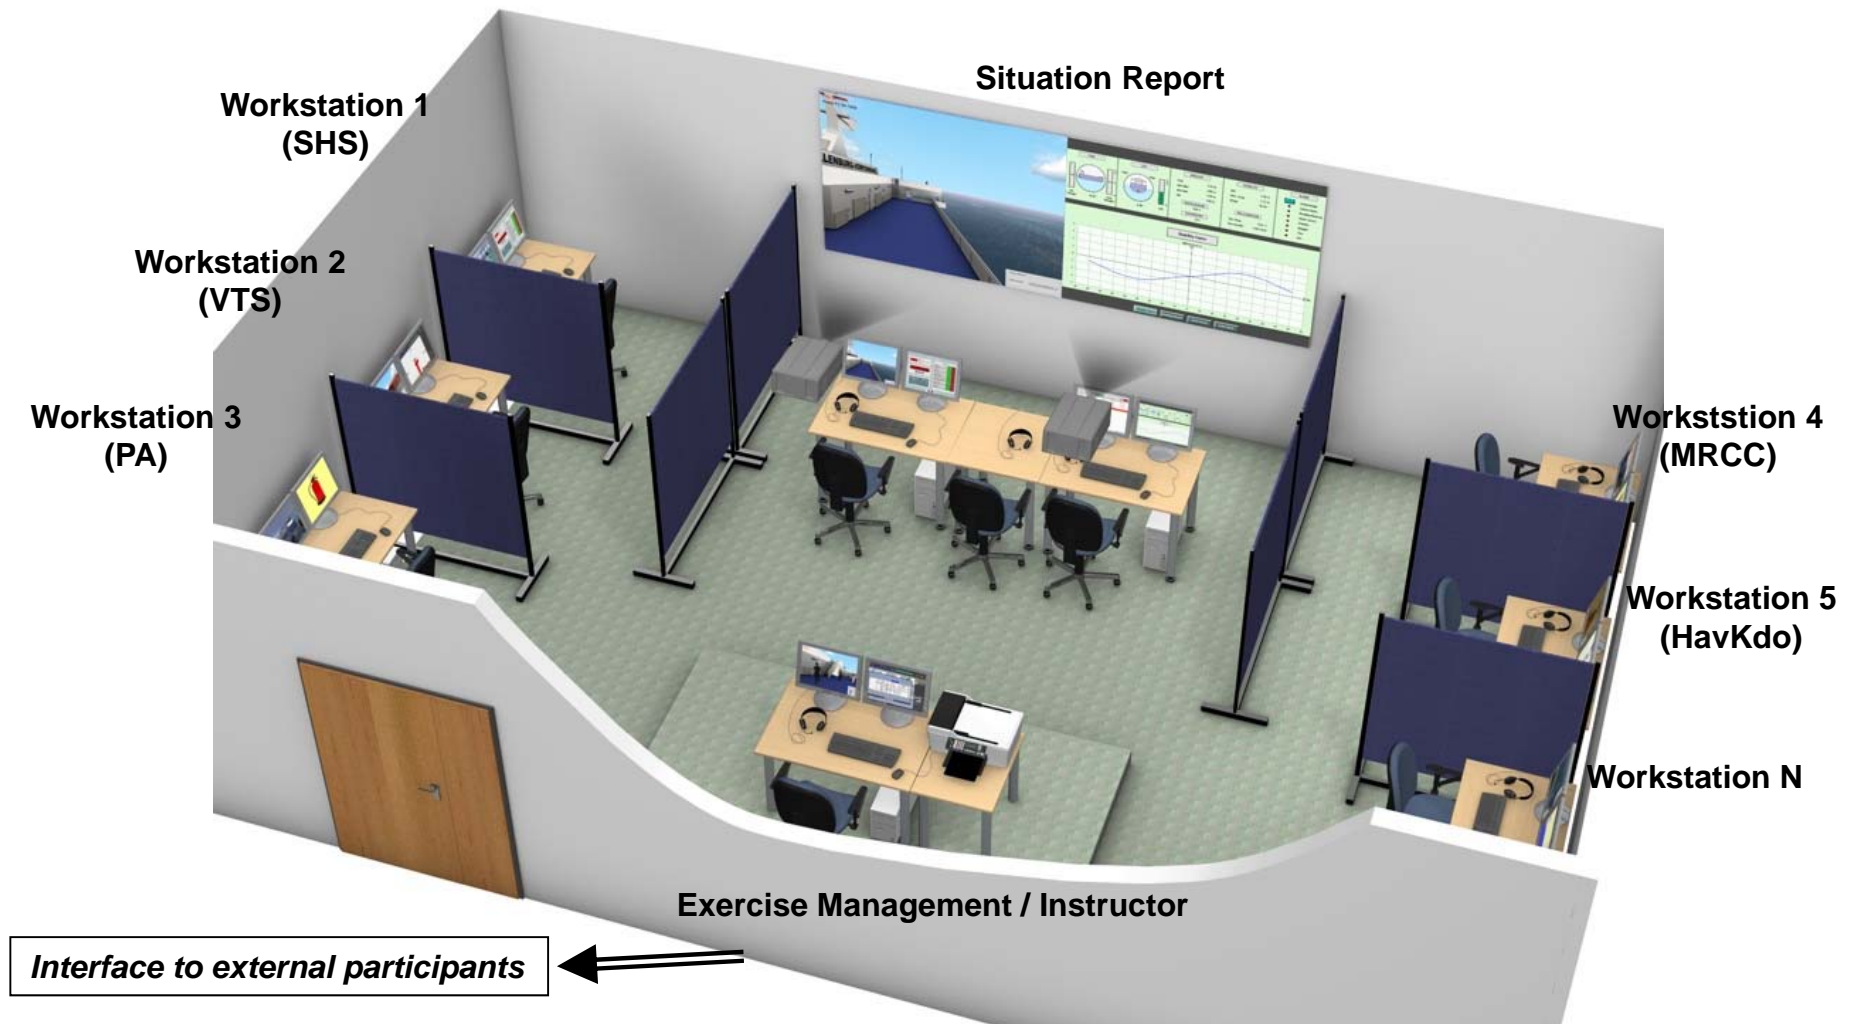 Situation Report
Workstation 1
(SHS)
Workstation 2
(VTS)
Workstation 3
(PA)
Workststion 4
(MRCC)
Workstation 5
(HavKdo)
Workstation N
Exercise Management / Instructor
Interface to external participants